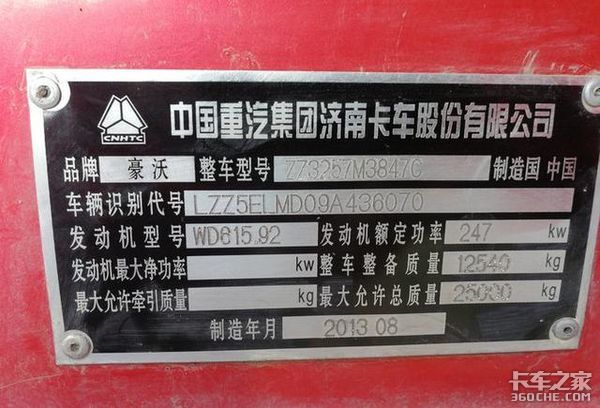 CNHTC
中国重汽集团济南卡车股份有限公司
品牌 豪沃 整车型号 ZZ3257M3847C 制造国 中国
车辆识别代号 LZZ5ELMD09A436070
发动机型号 WD615.92 发动机额定功率 247 kw
发动机最大净功率 kw 整车整备质量 12540 kg
最大允许牵引质量 kg 最大允许总质量 25000 kg
制造年月 2013 08
卡车之家
360CHE.COM